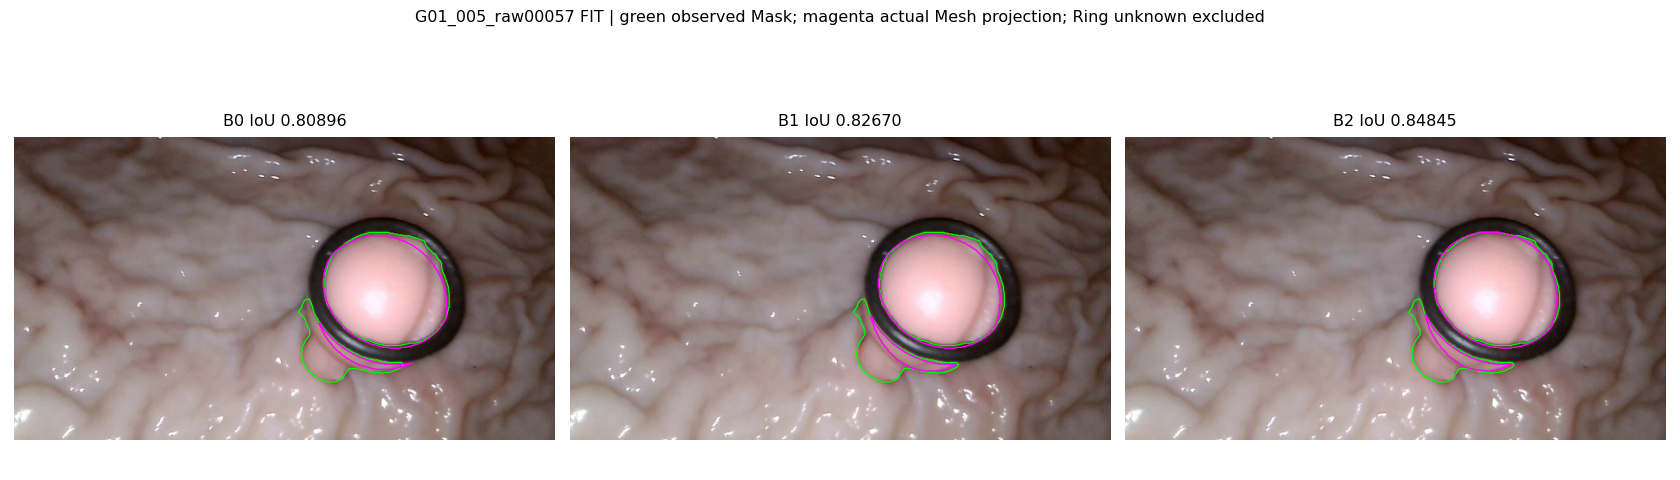 G01_005_raw00057 FIT | green observed Mask; magenta actual Mesh projection; Ring unknown excluded
B0 IoU 0.80896
B1 IoU 0.82670
B2 IoU 0.84845